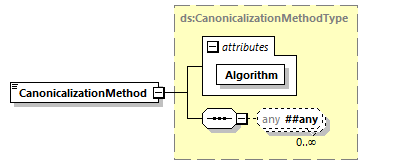 ds:CanonicalizationMethodType
attributes
Algorithm
CanonicalizationMethod
any ##any
0..∞